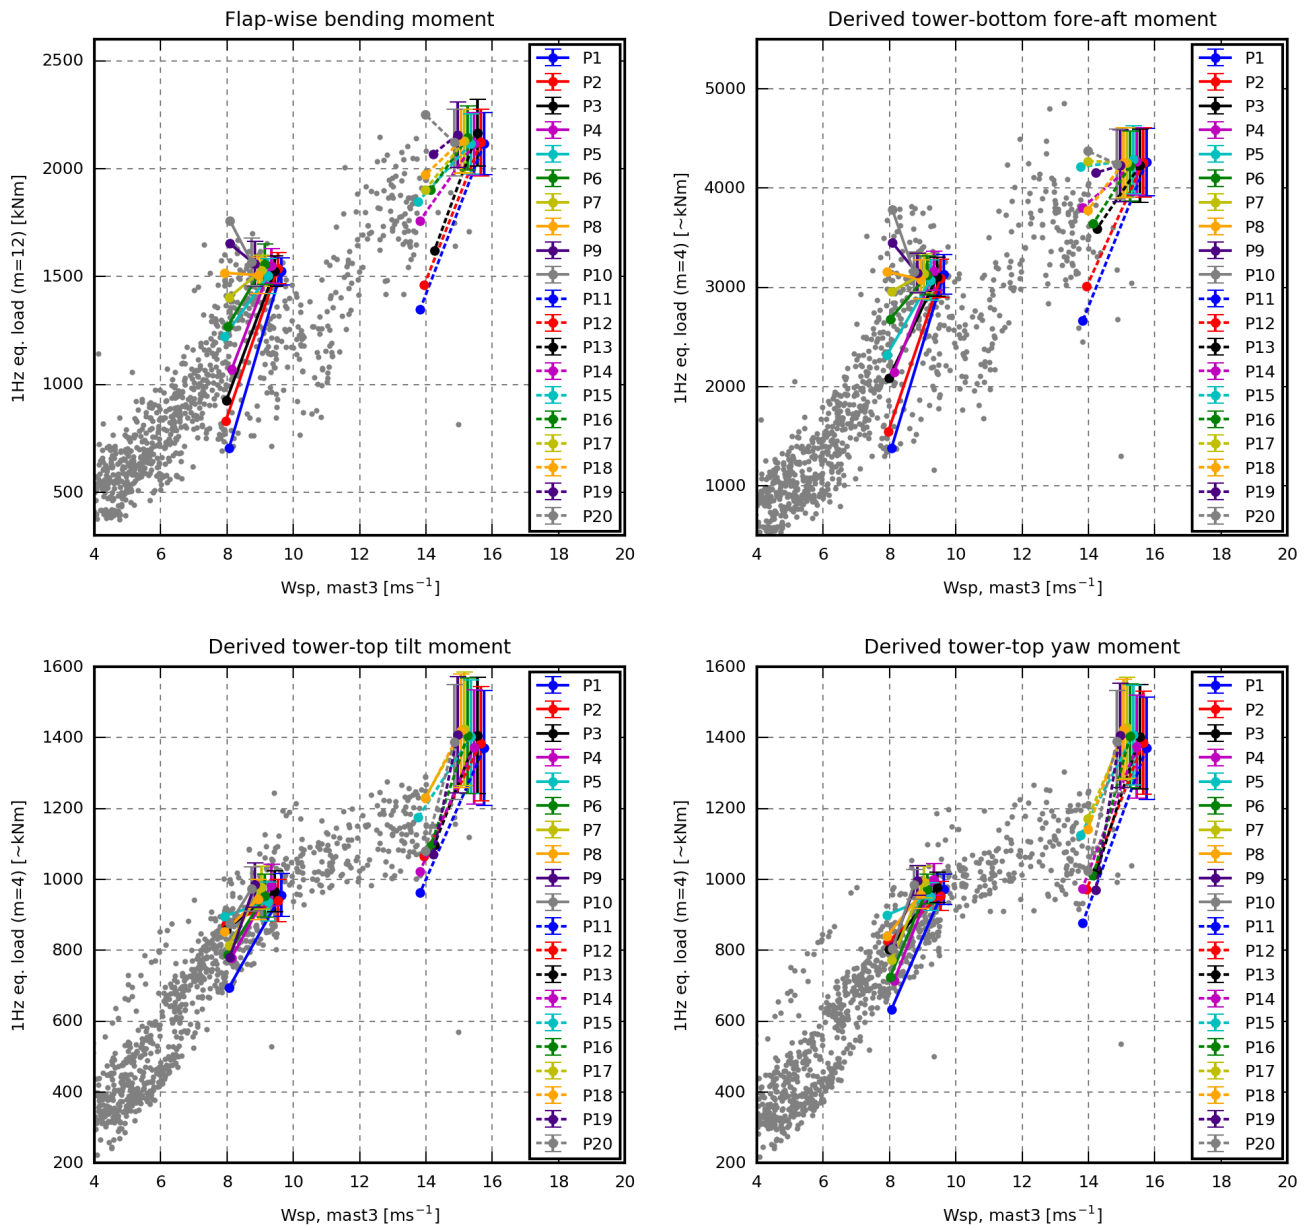 Flap-wise bending moment
1Hz eq. load (m=12) [kNm]
2500
2000
1500
1000
500
4 6 8 10 12 14 16 18 20
Wsp, mast3 [ms⁻¹]
P1
P2
P3
P4
P5
P6
P7
P8
P9
P10
P11
P12
P13
P14
P15
P16
P17
P18
P19
P20
Derived tower-bottom fore-aft moment
1Hz eq. load (m=4) [~kNm]
5000
4000
3000
2000
1000
4 6 8 10 12 14 16 18 20
Wsp, mast3 [ms⁻¹]
P1
P2
P3
P4
P5
P6
P7
P8
P9
P10
P11
P12
P13
P14
P15
P16
P17
P18
P19
P20
Derived tower-top tilt moment
1Hz eq. load (m=4) [~kNm]
1600
1400
1200
1000
800
600
400
200
4 6 8 10 12 14 16 18 20
Wsp, mast3 [ms⁻¹]
P1
P2
P3
P4
P5
P6
P7
P8
P9
P10
P11
P12
P13
P14
P15
P16
P17
P18
P19
P20
Derived tower-top yaw moment
1Hz eq. load (m=4) [~kNm]
1600
1400
1200
1000
800
600
400
200
4 6 8 10 12 14 16 18 20
Wsp, mast3 [ms⁻¹]
P1
P2
P3
P4
P5
P6
P7
P8
P9
P10
P11
P12
P13
P14
P15
P16
P17
P18
P19
P20